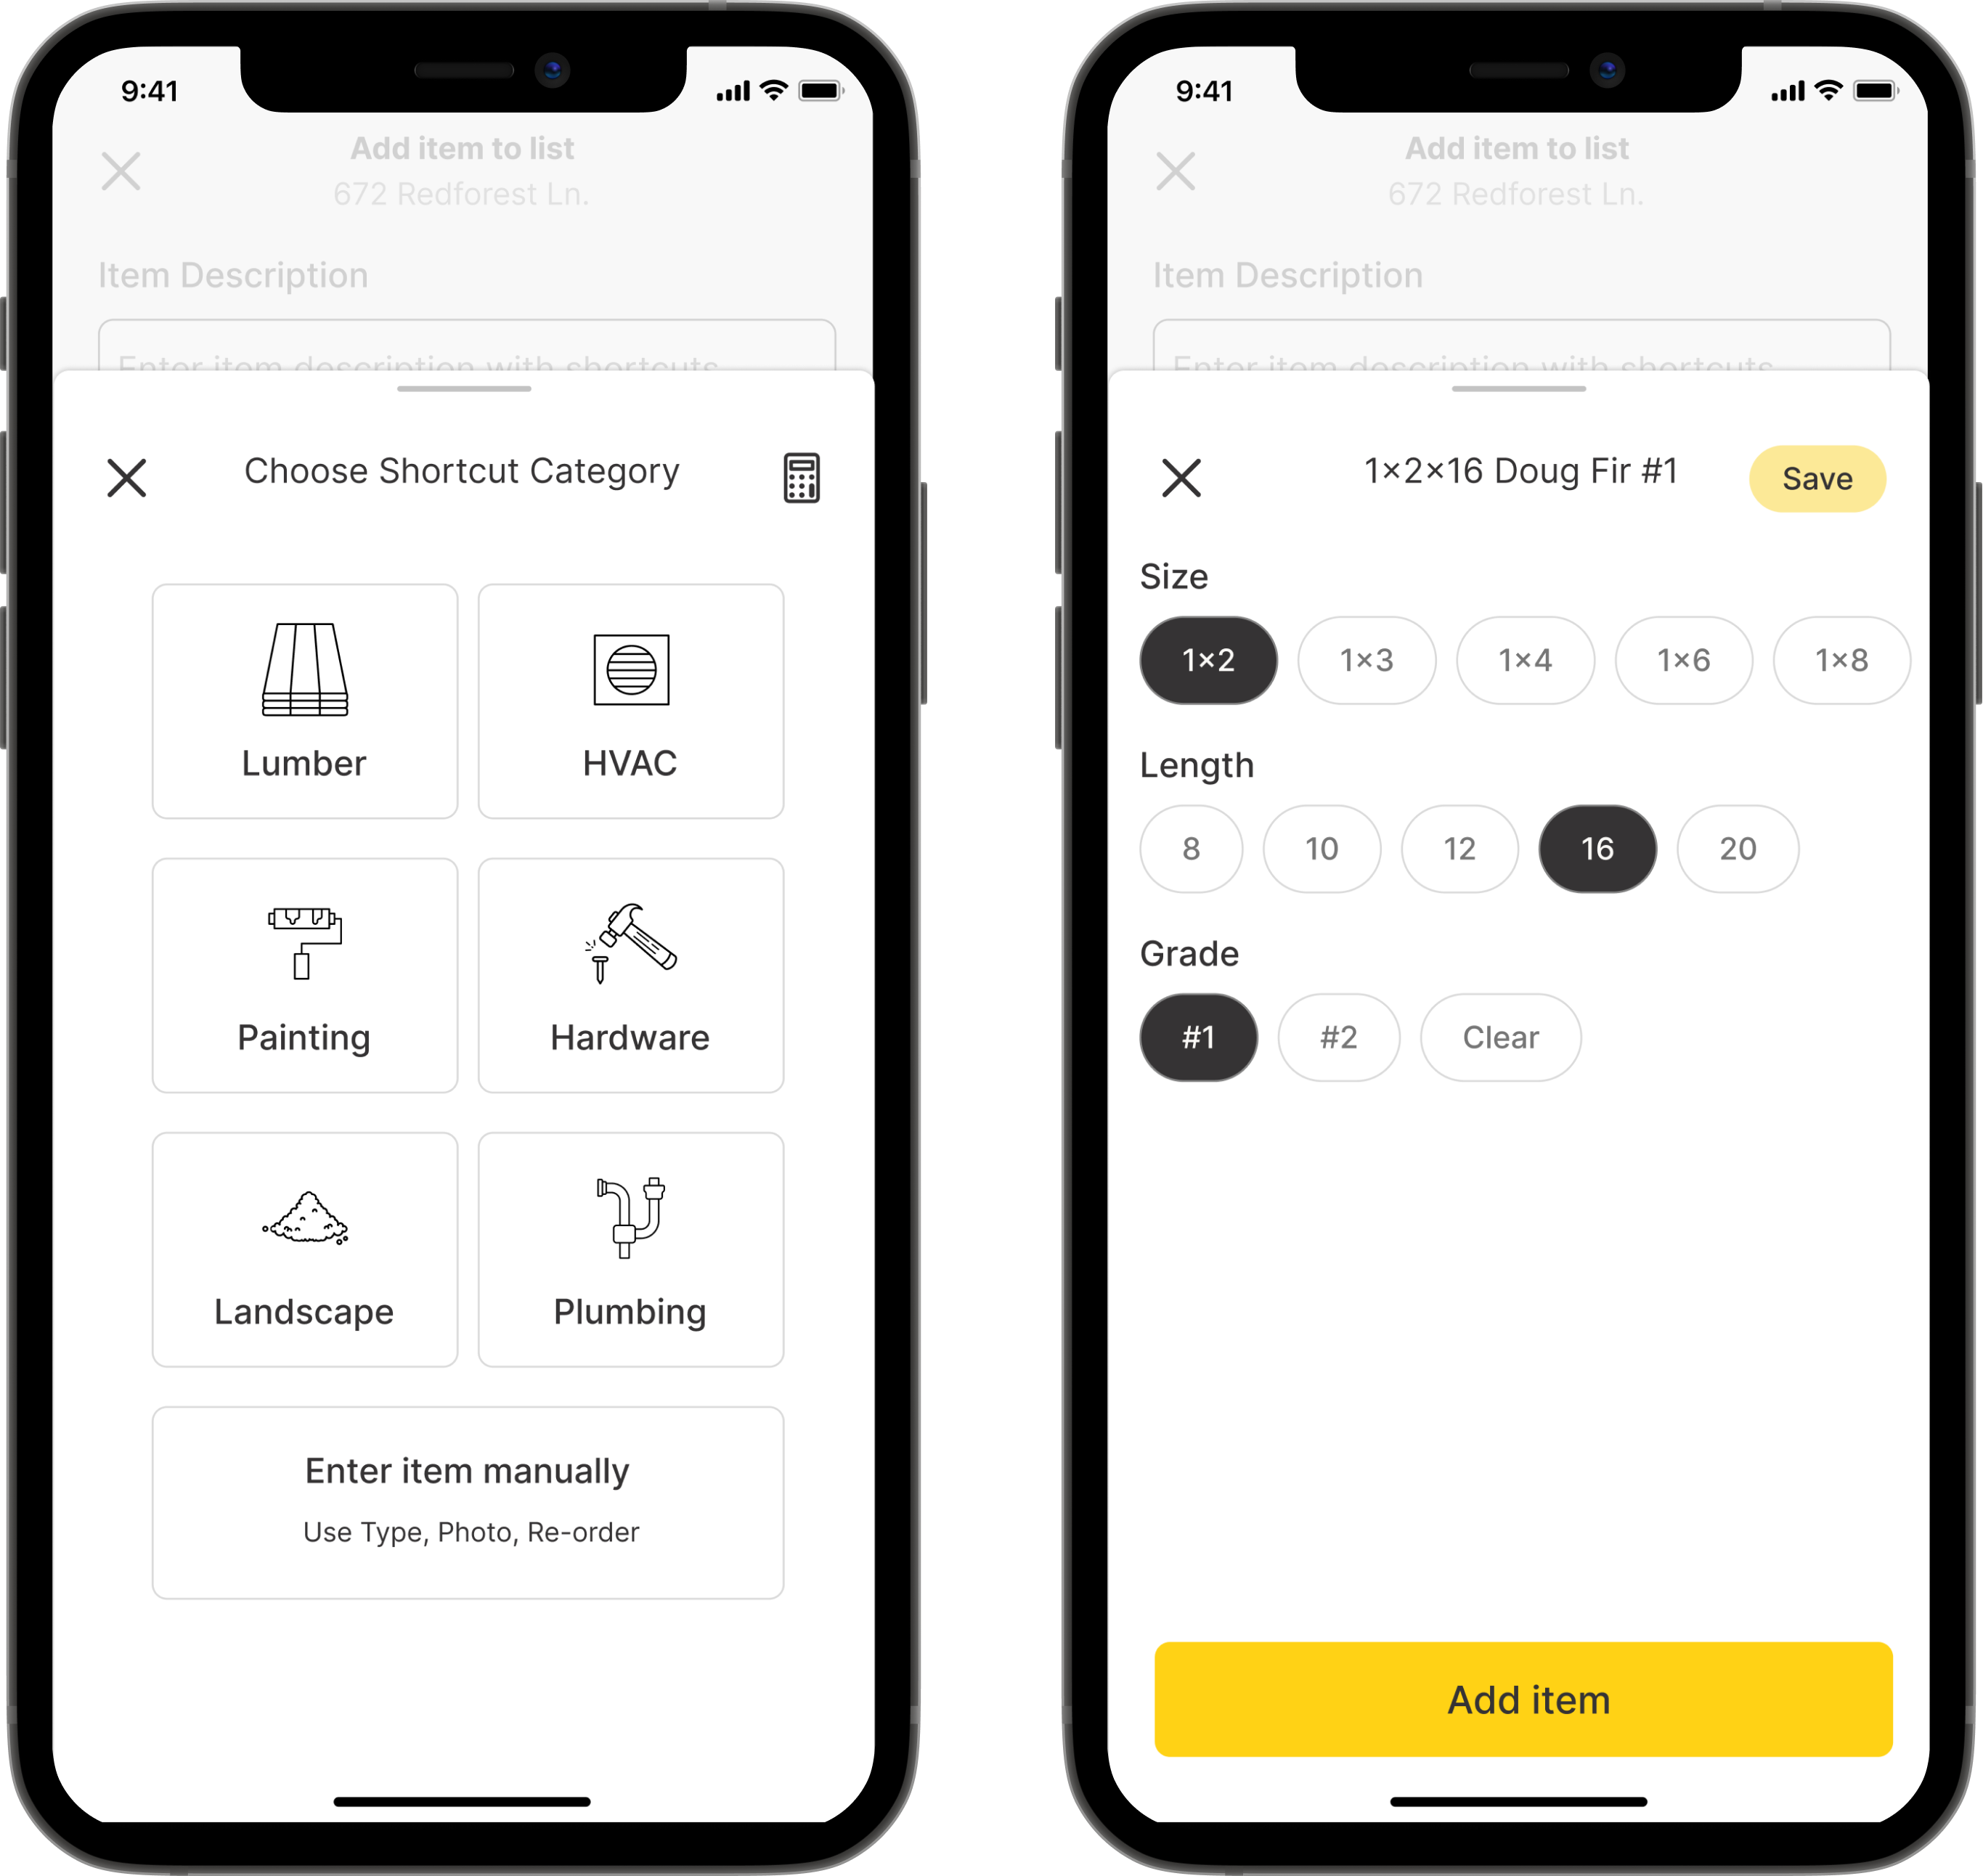 9:41
Add item to list
672 Redforest Ln.
Item Description
Enter item description with shortcuts
Choose Shortcut Category
Lumber
HVAC
Painting
Hardware
Landscape
Plumbing
Enter item manually
Use Type, Photo, Re-order
9:41
Add item to list
672 Redforest Ln.
Item Description
Enter item description with shortcuts
1×2×16 Doug Fir #1
Save
Size
1×2 1×3 1×4 1×6 1×8
Length
8 10 12 16 20
Grade
#1 #2 Clear
Add item